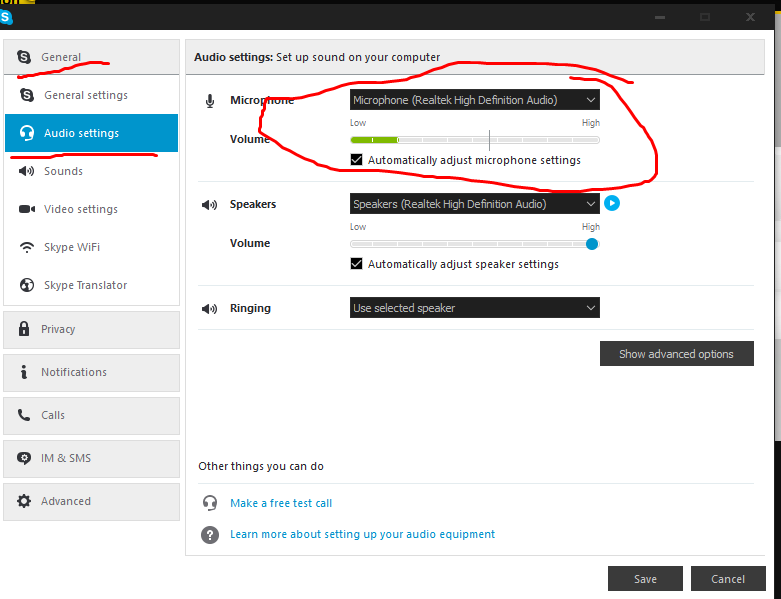 General
General settings
Audio settings
Sounds
Video settings
Skype WiFi
Skype Translator
Privacy
Notifications
Calls
IM & SMS
Advanced
Audio settings: Set up sound on your computer
Microphone
Microphone (Realtek High Definition Audio)
Low High
Volume
Automatically adjust microphone settings
Speakers
Speakers (Realtek High Definition Audio)
Low High
Volume
Automatically adjust speaker settings
Ringing
Use selected speaker
Show advanced options
Other things you can do
Make a free test call
Learn more about setting up your audio equipment
Save
Cancel